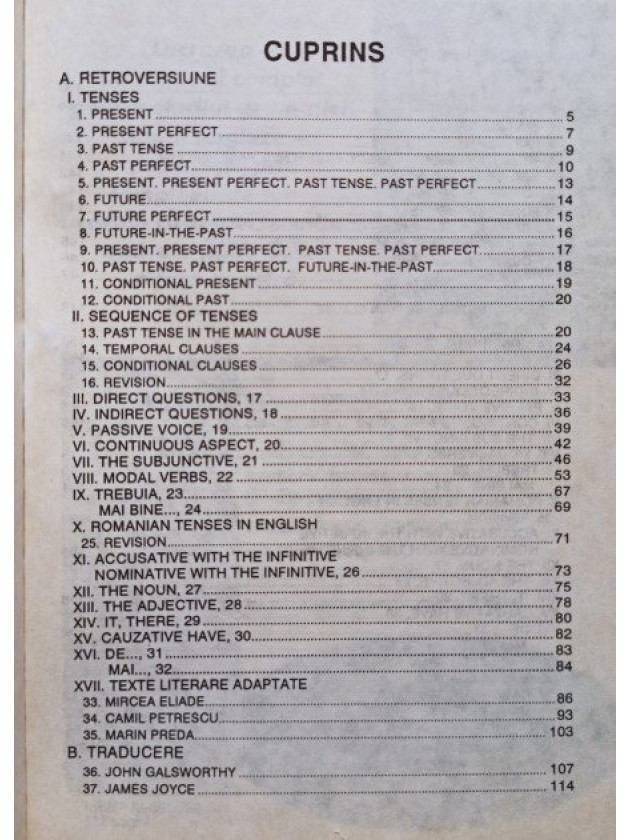 CUPRINS
A. RETROVERSIUNE
I. TENSES
1. PRESENT 5
2. PRESENT PERFECT 7
3. PAST TENSE 9
4. PAST PERFECT 10
5. PRESENT. PRESENT PERFECT. PAST TENSE. PAST PERFECT 13
6. FUTURE 14
7. FUTURE PERFECT 15
8. FUTURE-IN-THE-PAST 16
9. PRESENT. PRESENT PERFECT. PAST TENSE. PAST PERFECT. 17
10. PAST TENSE. PAST PERFECT. FUTURE-IN-THE-PAST 18
11. CONDITIONAL PRESENT 19
12. CONDITIONAL PAST 20
II. SEQUENCE OF TENSES
13. PAST TENSE IN THE MAIN CLAUSE 20
14. TEMPORAL CLAUSES 24
15. CONDITIONAL CLAUSES 26
16. REVISION 32
III. DIRECT QUESTIONS, 17 33
IV. INDIRECT QUESTIONS, 18 36
V. PASSIVE VOICE, 19 39
VI. CONTINUOUS ASPECT, 20 42
VII. THE SUBJUNCTIVE, 21 46
VIII. MODAL VERBS, 22 53
IX. TREBUIA, 23 67
MAI BINE..., 24 69
X. ROMANIAN TENSES IN ENGLISH
25. REVISION 71
XI. ACCUSATIVE WITH THE INFINITIVE
NOMINATIVE WITH THE INFINITIVE, 26 73
XII. THE NOUN, 27 75
XIII. THE ADJECTIVE, 28 78
XIV. IT, THERE, 29 80
XV. CAUZATIVE HAVE, 30 82
XVI. DE..., 31 83
MAI..., 32 84
XVII. TEXTE LITERARE ADAPTATE
33. MIRCEA ELIADE 86
34. CAMIL PETRESCU 93
35. MARIN PREDA 103
B. TRADUCERE
36. JOHN GALSWORTHY 107
37. JAMES JOYCE 114